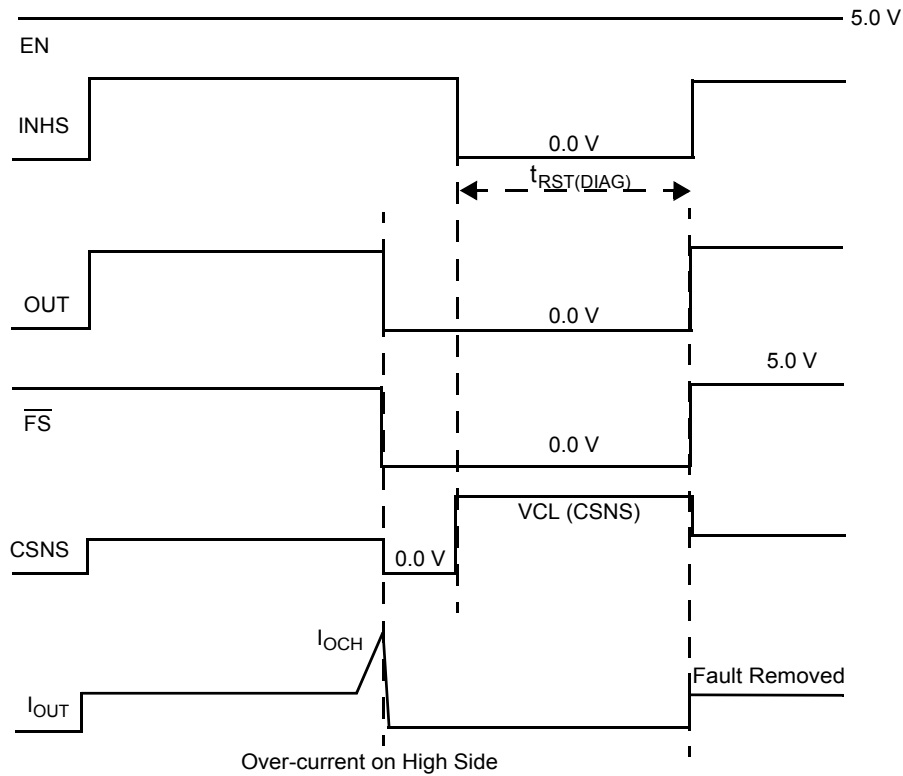 5.0 V
EN
INHS
0.0 V
tRST(DIAG)
OUT
0.0 V
5.0 V
FS
0.0 V
VCL (CSNS)
CSNS
0.0 V
IOCH
Fault Removed
IOUT
Over-current on High Side